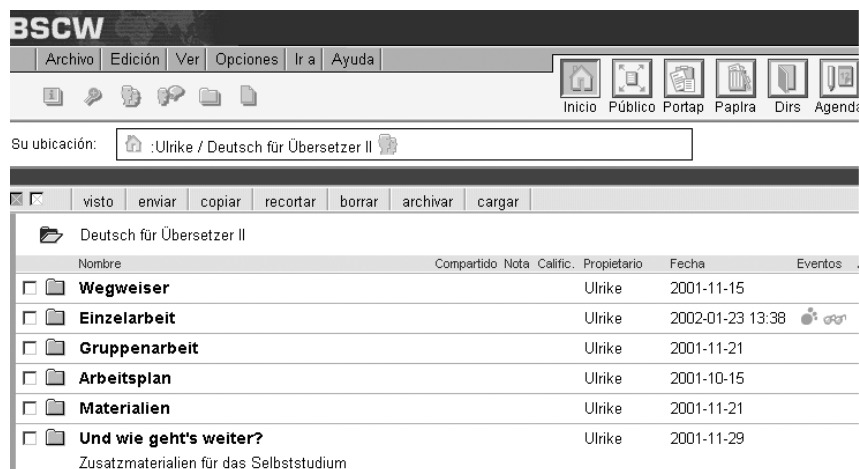 BSCW
Archivo Edición Ver Opciones Ir a Ayuda
Inicio Público Portap Paplra Dirs Agenda
Su ubicación: :Ulrike / Deutsch für Übersetzer II
visto enviar copiar recortar borrar archivar cargar
Deutsch für Übersetzer II
Nombre Compartido Nota Calific. Propietario Fecha Eventos
Wegweiser Ulrike 2001-11-15
Einzelarbeit Ulrike 2002-01-23 13:38
Gruppenarbeit Ulrike 2001-11-21
Arbeitsplan Ulrike 2001-10-15
Materialien Ulrike 2001-11-21
Und wie geht's weiter? Ulrike 2001-11-29
Zusatzmaterialien für das Selbststudium